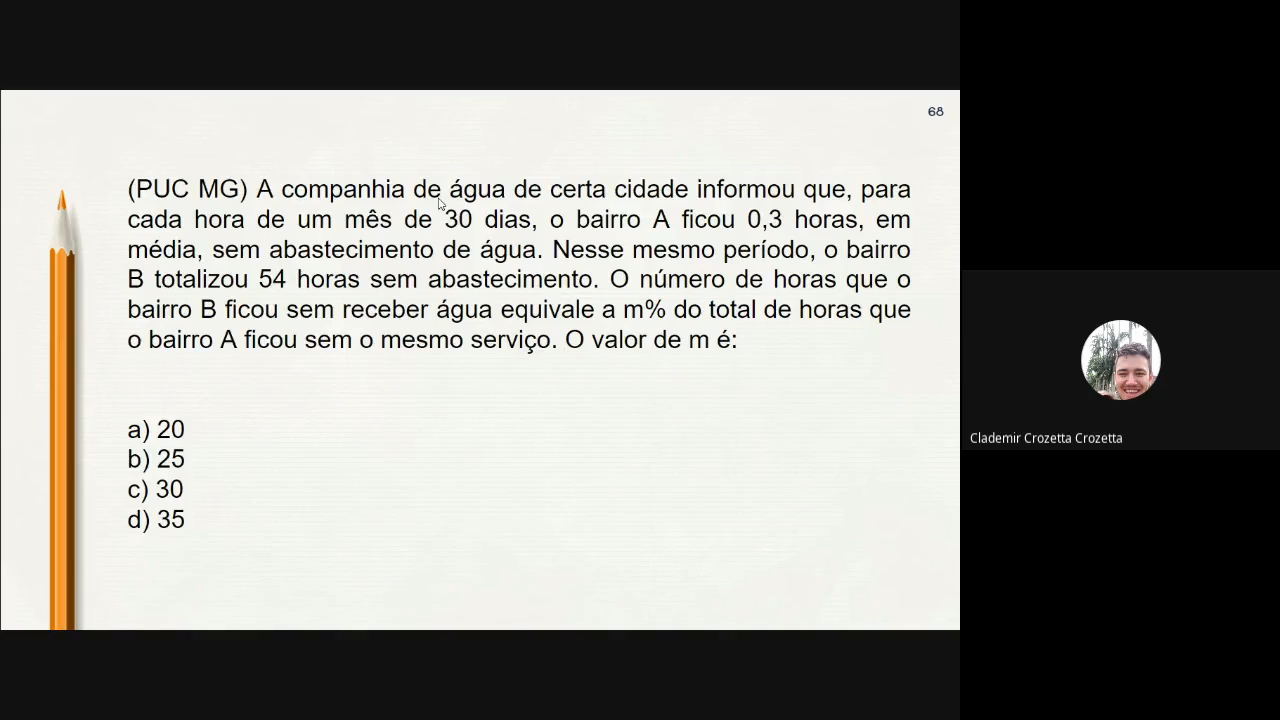 68
(PUC MG) A companhia de água de certa cidade informou que, para
cada hora de um mês de 30 dias, o bairro A ficou 0,3 horas, em
média, sem abastecimento de água. Nesse mesmo período, o bairro
B totalizou 54 horas sem abastecimento. O número de horas que o
bairro B ficou sem receber água equivale a m% do total de horas que
o bairro A ficou sem o mesmo serviço. O valor de m é:
a) 20
b) 25
c) 30
d) 35
Clademir Crozetta Crozetta